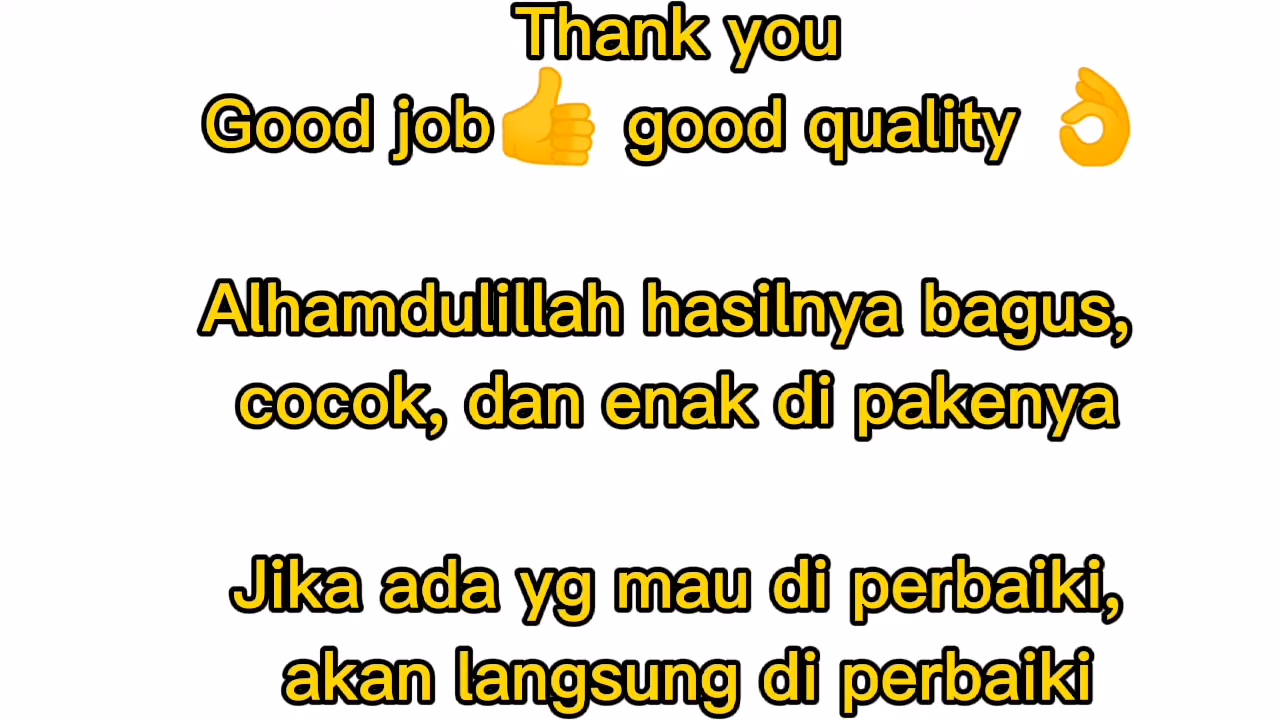 Thank you
Good job👍 good quality 👌
Alhamdulillah hasilnya bagus,
cocok, dan enak di pakenya
Jika ada yg mau di perbaiki,
akan langsung di perbaiki